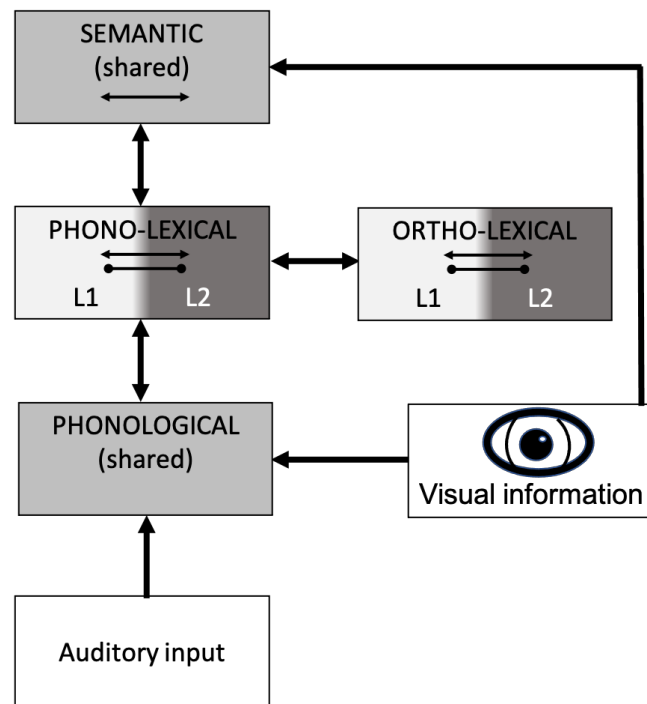 SEMANTIC
(shared)
PHONO-LEXICAL
L1 L2
ORTHO-LEXICAL
L1 L2
PHONOLOGICAL
(shared)
Visual information
Auditory input